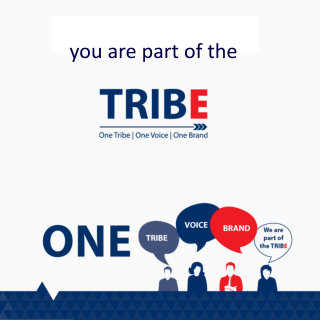 you are part of the
TRIBE
One Tribe | One Voice | One Brand
ONE
TRIBE
VOICE
BRAND
We are
part of
the TRIBE